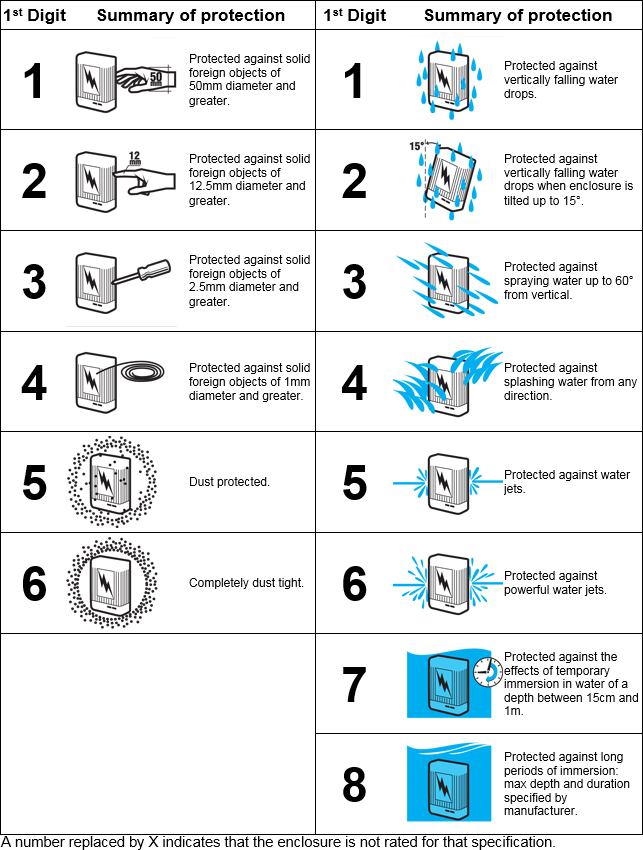 1st Digit Summary of protection
1
50
mm
Protected against solid
foreign objects of
50mm diameter and
greater.
2
12
mm
Protected against solid
foreign objects of
12.5mm diameter and
greater.
3
Protected against solid
foreign objects of
2.5mm diameter and
greater.
4
Protected against solid
foreign objects of 1mm
diameter and greater.
5
Dust protected.
6
Completely dust tight.
1st Digit Summary of protection
1
Protected against
vertically falling water
drops.
2
15°
Protected against
vertically falling water
drops when enclosure is
tilted up to 15°.
3
Protected against
spraying water up to 60°
from vertical.
4
Protected against
splashing water from any
direction.
5
Protected against water
jets.
6
Protected against
powerful water jets.
7
Protected against the
effects of temporary
immersion in water of a
depth between 15cm and
1m.
8
Protected against long
periods of immersion:
max depth and duration
specified by
manufacturer.
A number replaced by X indicates that the enclosure is not rated for that specification.